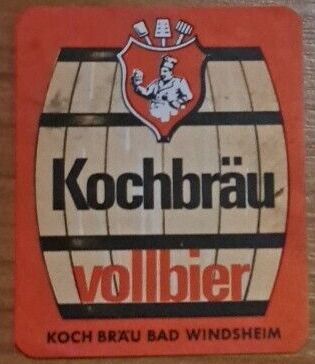 Kochbräu
vollbier
KOCH BRÄU BAD WINDSHEIM